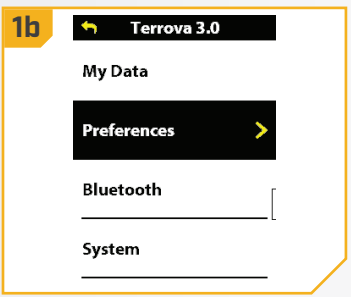 1b
Terrova 3.0
My Data
Preferences
Bluetooth
System